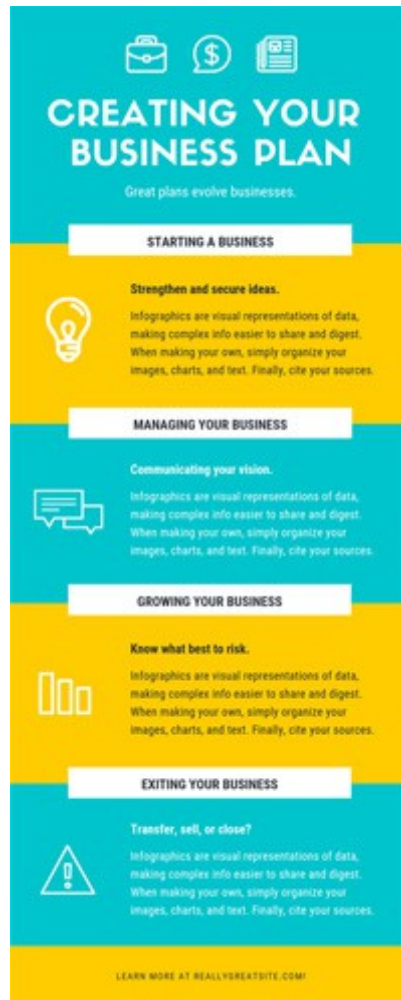 CREATING YOUR
BUSINESS PLAN
Great plans evolve businesses.
STARTING A BUSINESS
Strengthen and secure ideas.
Infographics are visual representations of data,
making complex info easier to share and digest.
When making your own, simply organize your
images, charts, and text. Finally, cite your sources.
MANAGING YOUR BUSINESS
Communicating your vision.
Infographics are visual representations of data,
making complex info easier to share and digest.
When making your own, simply organize your
images, charts, and text. Finally, cite your sources.
GROWING YOUR BUSINESS
Know what best to risk.
Infographics are visual representations of data,
making complex info easier to share and digest.
When making your own, simply organize your
images, charts, and text. Finally, cite your sources.
EXITING YOUR BUSINESS
Transfer, sell, or close?
Infographics are visual representations of data,
making complex info easier to share and digest.
When making your own, simply organize your
images, charts, and text. Finally, cite your sources.
LEARN MORE AT REALLYGREATSITE.COM!